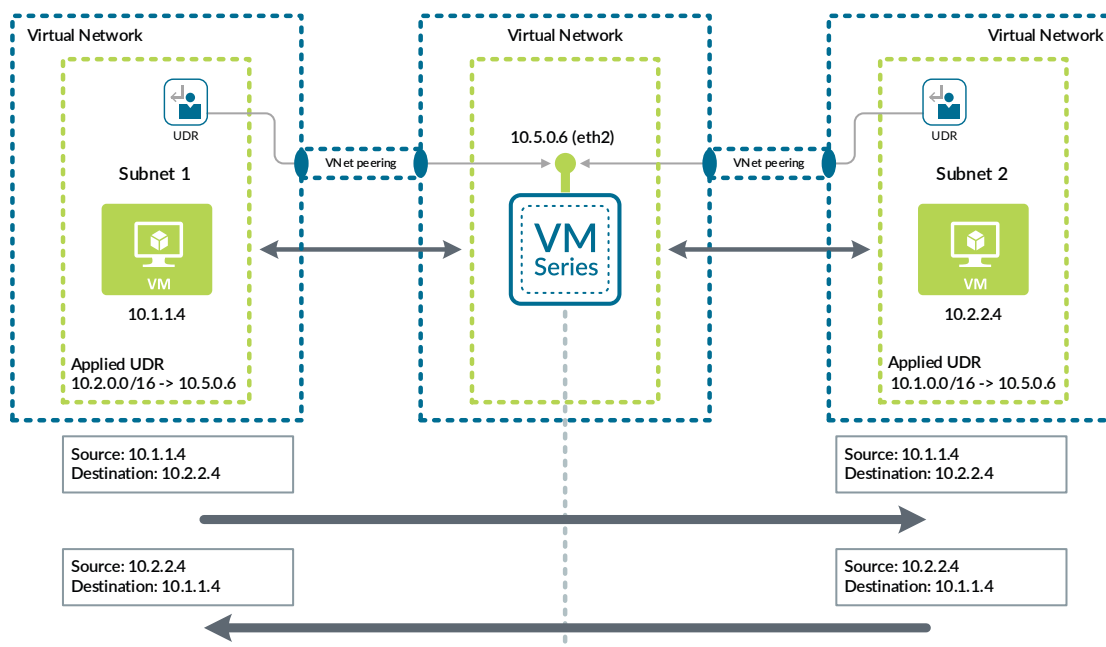 Virtual Network
Virtual Network
Virtual Network
UDR
10.5.0.6 (eth2)
UDR
VNet peering
VNet peering
Subnet 1
Subnet 2
VM
Series
VM
VM
10.1.1.4
10.2.2.4
Applied UDR
10.2.0.0/16 -> 10.5.0.6
Applied UDR
10.1.0.0/16 -> 10.5.0.6
Source: 10.1.1.4
Destination: 10.2.2.4
Source: 10.1.1.4
Destination: 10.2.2.4
Source: 10.2.2.4
Destination: 10.1.1.4
Source: 10.2.2.4
Destination: 10.1.1.4